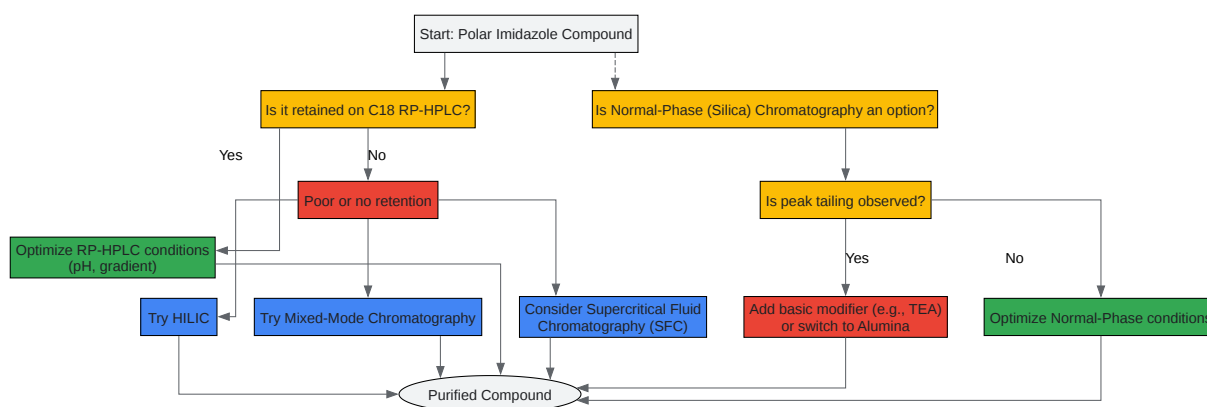 Start: Polar Imidazole Compound
Is it retained on C18 RP-HPLC?
Is Normal-Phase (Silica) Chromatography an option?
Yes
No
Poor or no retention
Is peak tailing observed?
Optimize RP-HPLC conditions
(pH, gradient)
Yes
No
Try HILIC
Try Mixed-Mode Chromatography
Consider Supercritical Fluid
Chromatography (SFC)
Add basic modifier (e.g., TEA)
or switch to Alumina
Optimize Normal-Phase conditions
Purified Compound